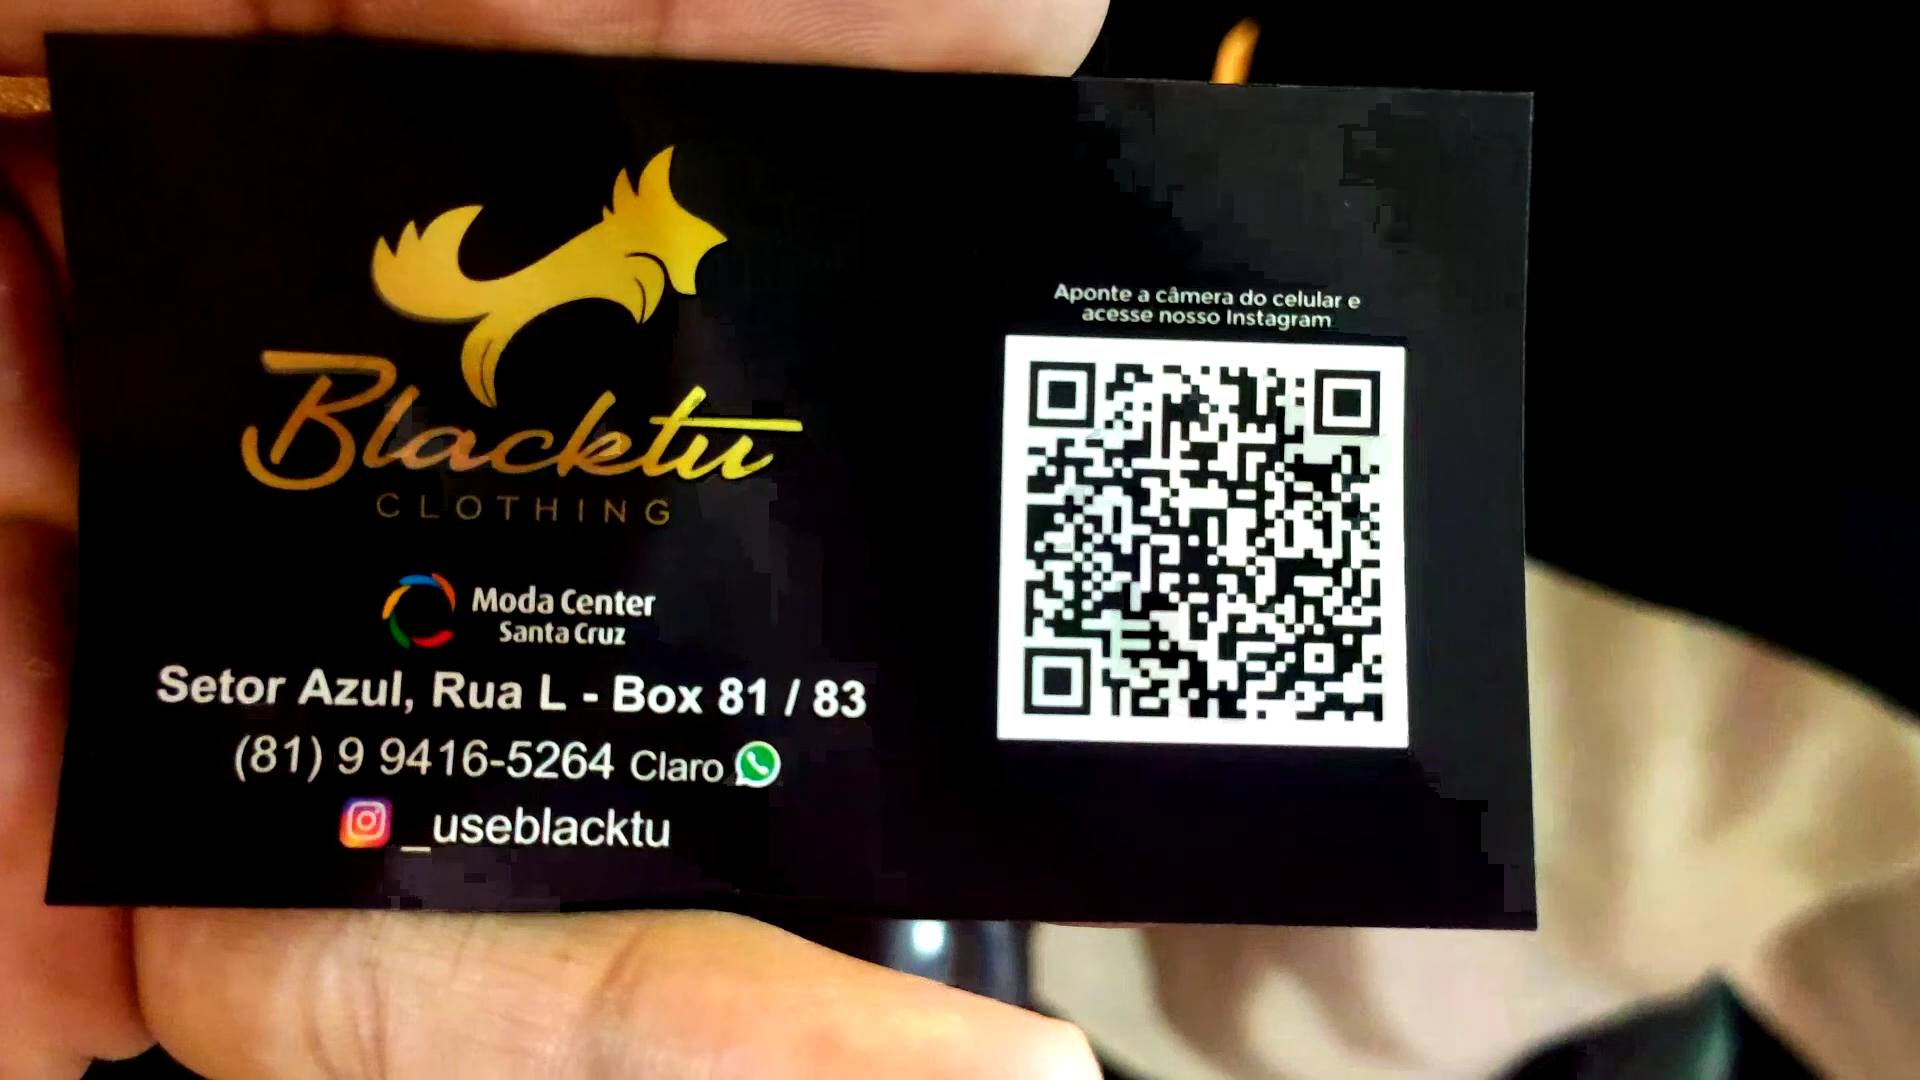 Blacktu
CLOTHING
Moda Center
Santa Cruz
Setor Azul, Rua L - Box 81 / 83
(81) 9 9416-5264 Claro
_useblacktu
Aponte a câmera do celular e
acesse nosso Instagram